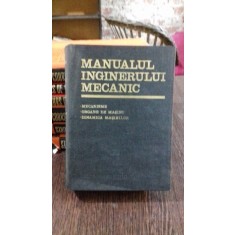 MANUALUL
INGINERULUI
MECANIC
MECANISME
ORGANE DE MAȘINI
DINAMICA MAȘINILOR